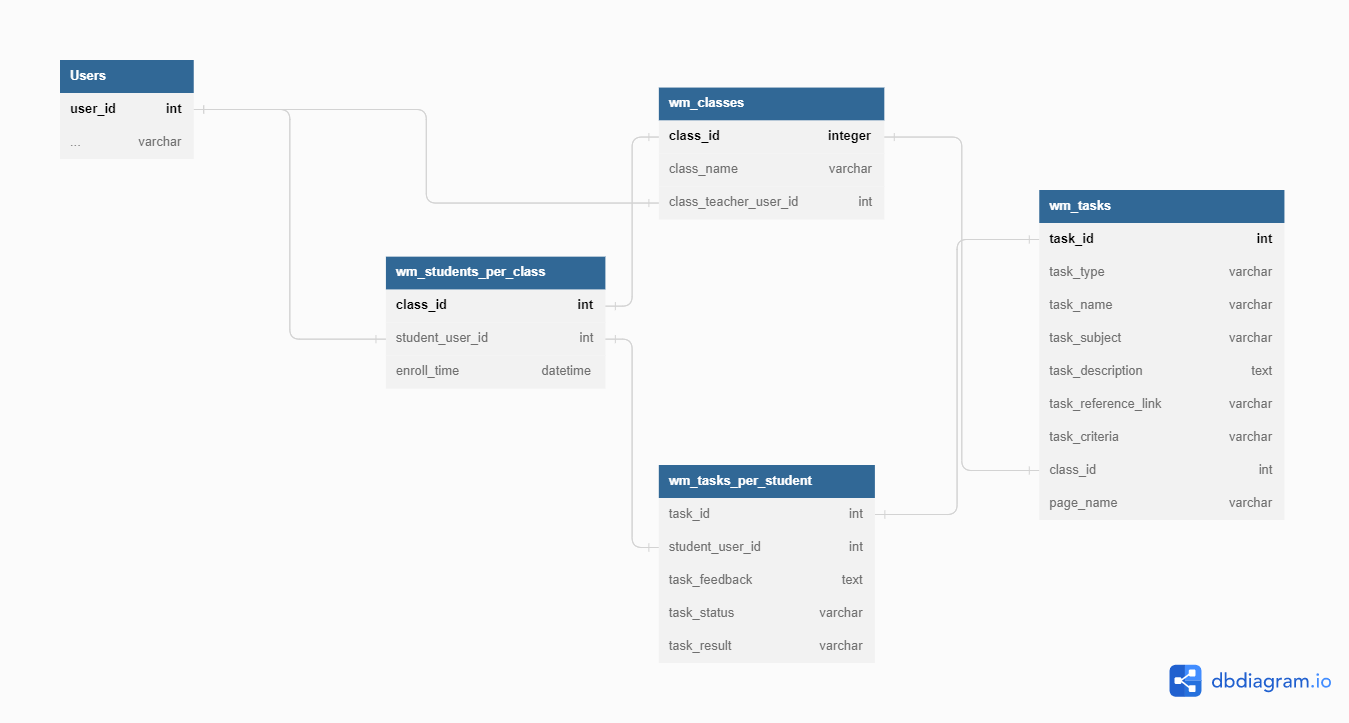 Users
user_id int
... varchar
wm_classes
class_id integer
class_name varchar
class_teacher_user_id int
wm_students_per_class
class_id int
student_user_id int
enroll_time datetime
wm_tasks
task_id int
task_type varchar
task_name varchar
task_subject varchar
task_description text
task_reference_link varchar
task_criteria varchar
class_id int
page_name varchar
wm_tasks_per_student
task_id int
student_user_id int
task_feedback text
task_status varchar
task_result varchar
dbdiagram.io